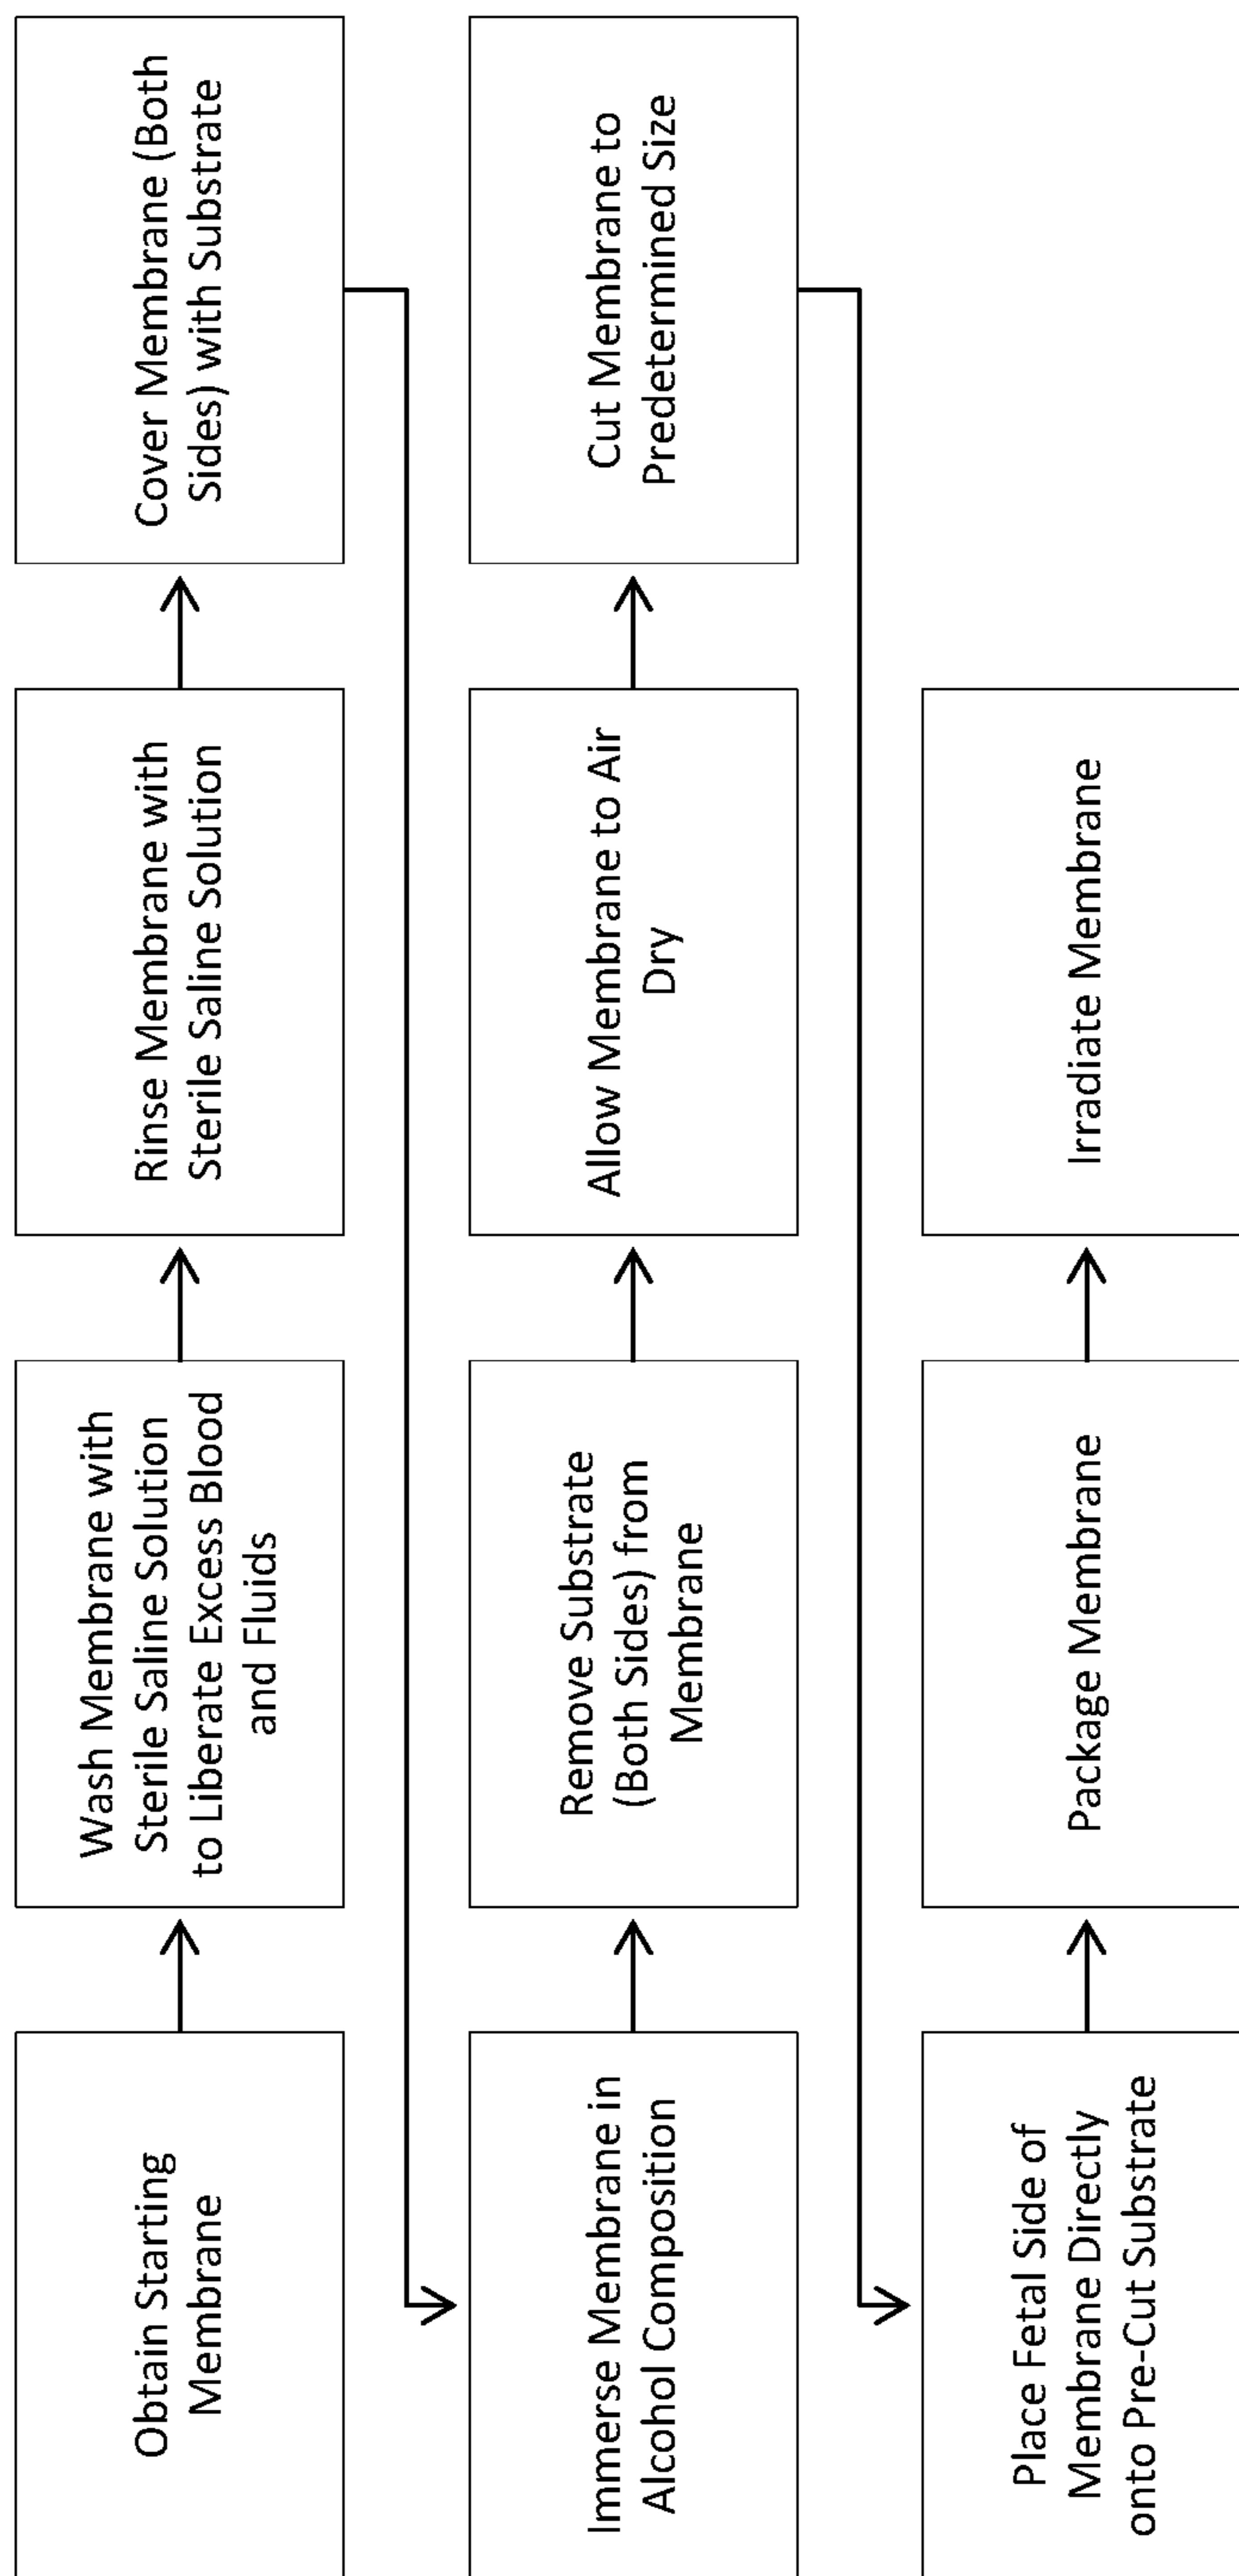 Obtain Starting
Membrane
Wash Membrane with
Sterile Saline Solution
to Liberate Excess Blood
and Fluids
Rinse Membrane with
Sterile Saline Solution
Cover Membrane (Both
Sides) with Substrate
Immerse Membrane in
Alcohol Composition
Remove Substrate
(Both Sides) from
Membrane
Allow Membrane to Air
Dry
Cut Membrane to
Predetermined Size
Place Fetal Side of
Membrane Directly
onto Pre-Cut Substrate
Package Membrane
Irradiate Membrane